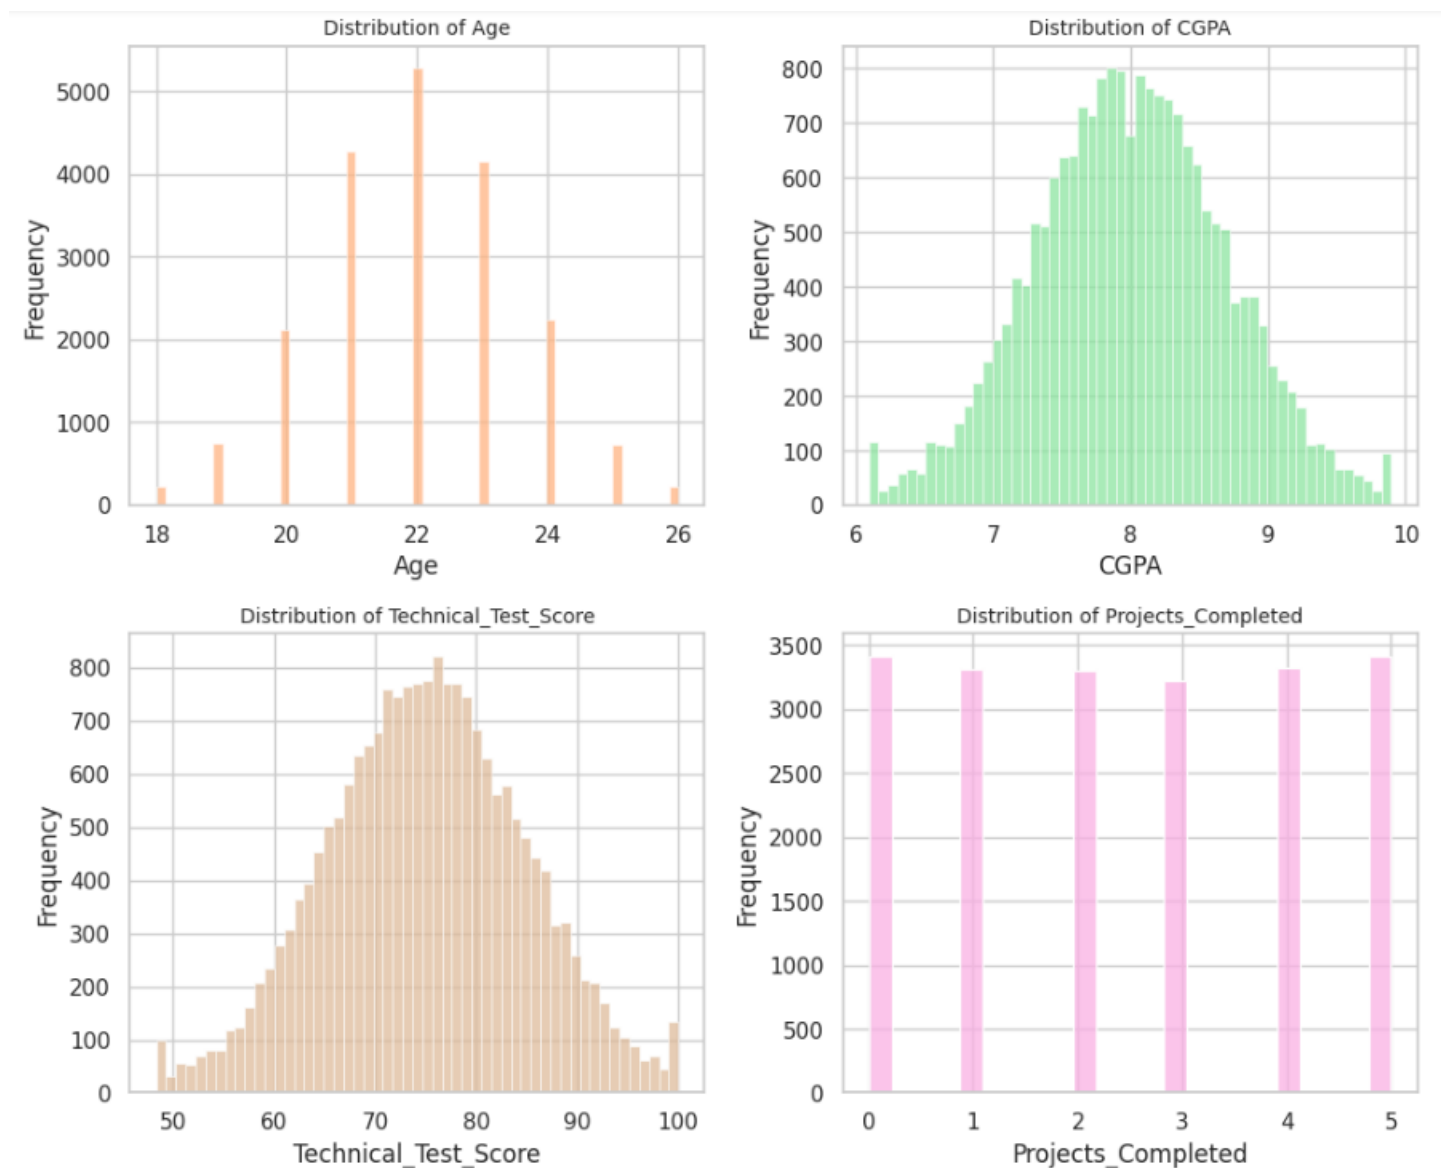 Distribution of Age
Frequency
5000
4000
3000
2000
1000
0
18 20 22 24 26
Age
Distribution of CGPA
Frequency
800
700
600
500
400
300
200
100
0
6 7 8 9 10
CGPA
Distribution of Technical_Test_Score
Frequency
800
700
600
500
400
300
200
100
0
50 60 70 80 90 100
Technical_Test_Score
Distribution of Projects_Completed
Frequency
3500
3000
2500
2000
1500
1000
500
0
0 1 2 3 4 5
Projects_Completed